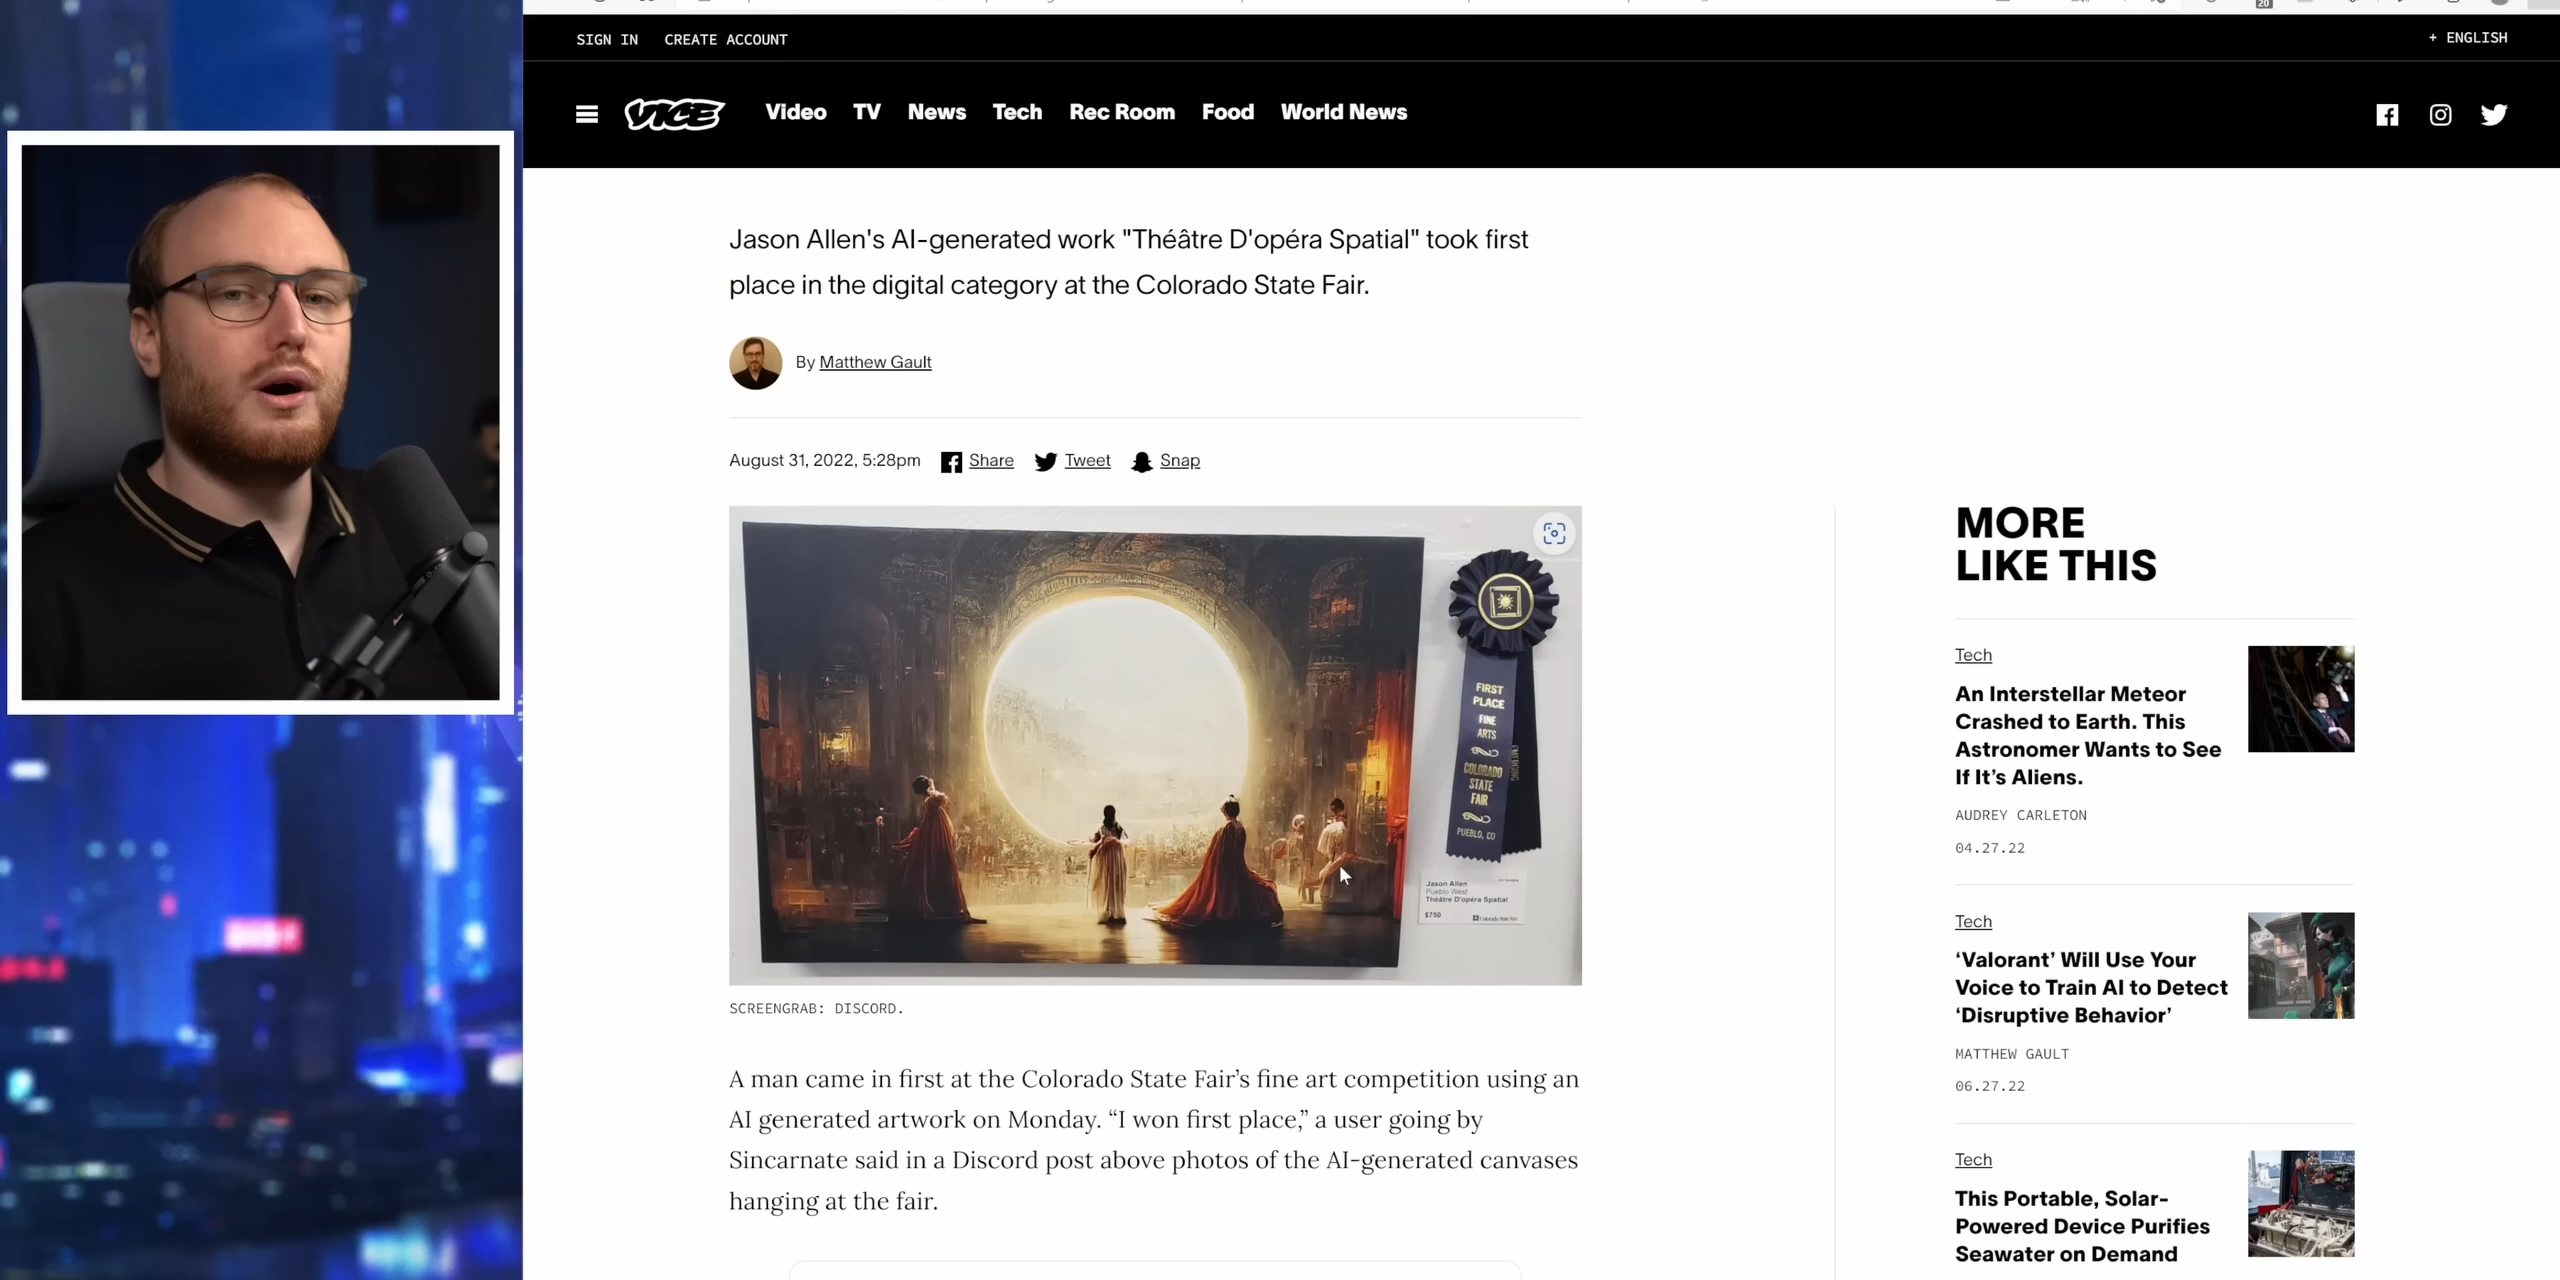 20
SIGN IN CREATE ACCOUNT
+ ENGLISH
VICE
Video TV News Tech Rec Room Food World News
Jason Allen's AI-generated work "Théâtre D'opéra Spatial" took first
place in the digital category at the Colorado State Fair.
By Matthew Gault
August 31, 2022, 5:28pm Share Tweet Snap
FIRST
PLACE
FINE
ARTS
COLORADO
STATE
FAIR
PUEBLO, CO
EMERGING
Jason Allen
Pueblo West
Théâtre D'opéra Spatial
$750
Colorado State Fair
SCREENGRAB: DISCORD.
A man came in first at the Colorado State Fair’s fine art competition using an
AI generated artwork on Monday. “I won first place,” a user going by
Sincarnate said in a Discord post above photos of the AI-generated canvases
hanging at the fair.
MORE
LIKE THIS
Tech
An Interstellar Meteor
Crashed to Earth. This
Astronomer Wants to See
If It’s Aliens.
AUDREY CARLETON
04.27.22
Tech
‘Valorant’ Will Use Your
Voice to Train AI to Detect
‘Disruptive Behavior’
MATTHEW GAULT
06.27.22
Tech
This Portable, Solar-
Powered Device Purifies
Seawater on Demand